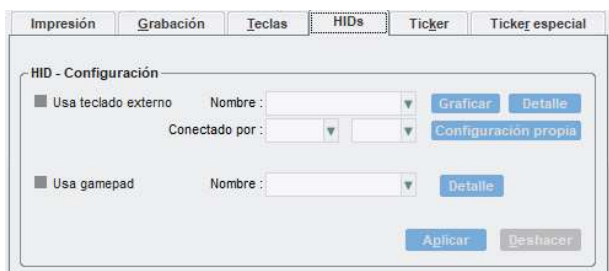 Impresión Grabación Teclas HIDs Ticker Ticker especial
HID - Configuración
Usa teclado externo Nombre : Graficar Detalle
Conectado por : Configuración propia
Usa gamepad Nombre : Detalle
Aplicar Deshacer